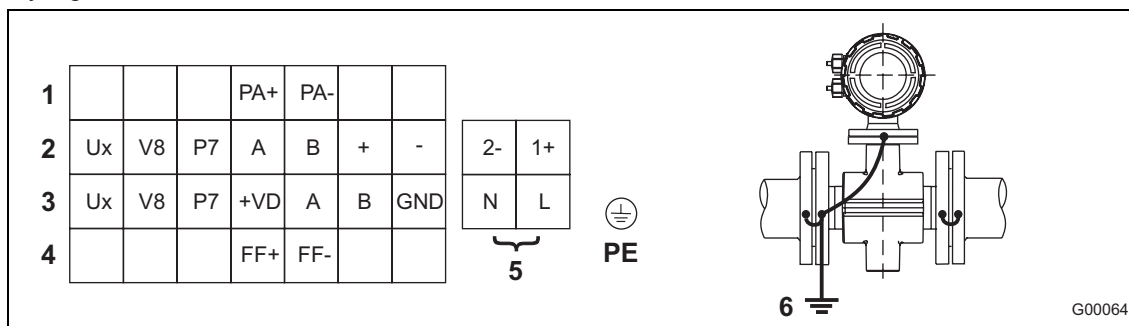 1 PA+ PA-
2 Ux V8 P7 A B + - 2- 1+
3 Ux V8 P7 +VD A B GND N L
4 FF+ FF-
5 PE
6 G00064